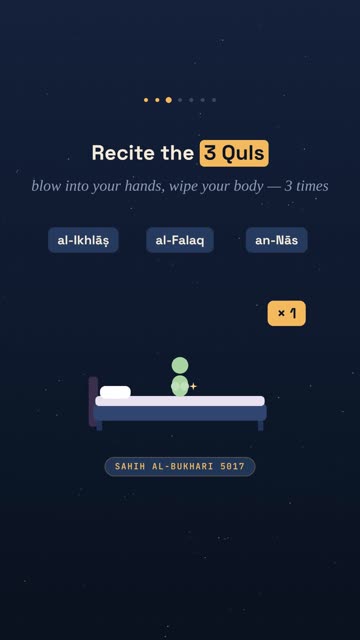 Recite the 3 Quls
blow into your hands, wipe your body — 3 times
al-Ikhlāṣ al-Falaq an-Nās
× 1
SAHIH AL-BUKHARI 5017